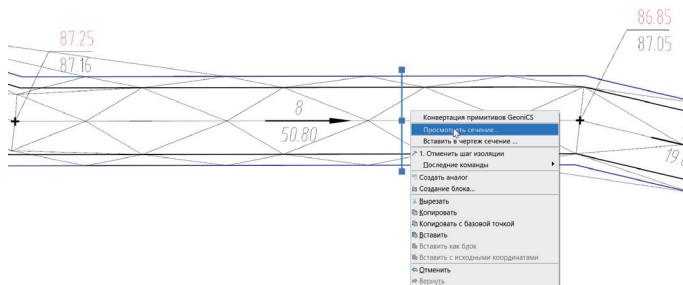 86.85
87.05
87.25
87.16
8
50.80
Конвертация примитивов GeoniCS
Просмотреть сечение...
Вставить в чертеж сечение ...
1. Отменить шаг изоляции
Последние команды
Создать аналог
Создание блока...
Вырезать
Копировать
Копировать с базовой точкой
Вставить
Вставить как блок
Вставить с исходными координатами
Отменить
Вернуть